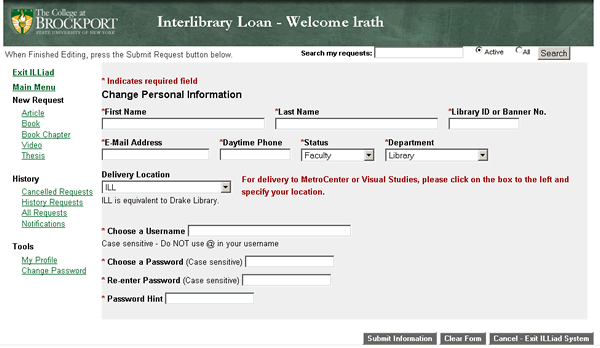 The College at
BROCKPORT
STATE UNIVERSITY OF NEW YORK
Interlibrary Loan - Welcome lrath
When Finished Editing, press the Submit Request button below.
Search my requests:
Active
All
Search
Exit ILLiad
Main Menu
New Request
Article
Book
Book Chapter
Video
Thesis
History
Cancelled Requests
History Requests
All Requests
Notifications
Tools
My Profile
Change Password
* Indicates required field
Change Personal Information
*First Name *Last Name *Library ID or Banner No.
*E-Mail Address *Daytime Phone *Status *Department
Faculty Library
Delivery Location
ILL
ILL is equivalent to Drake Library.
For delivery to MetroCenter or Visual Studies, please click on the box to the left and
specify your location.
* Choose a Username
Case sensitive - Do NOT use @ in your username
* Choose a Password (Case sensitive)
* Re-enter Password (Case sensitive)
* Password Hint
Submit Information Clear Form Cancel - Exit ILLiad System